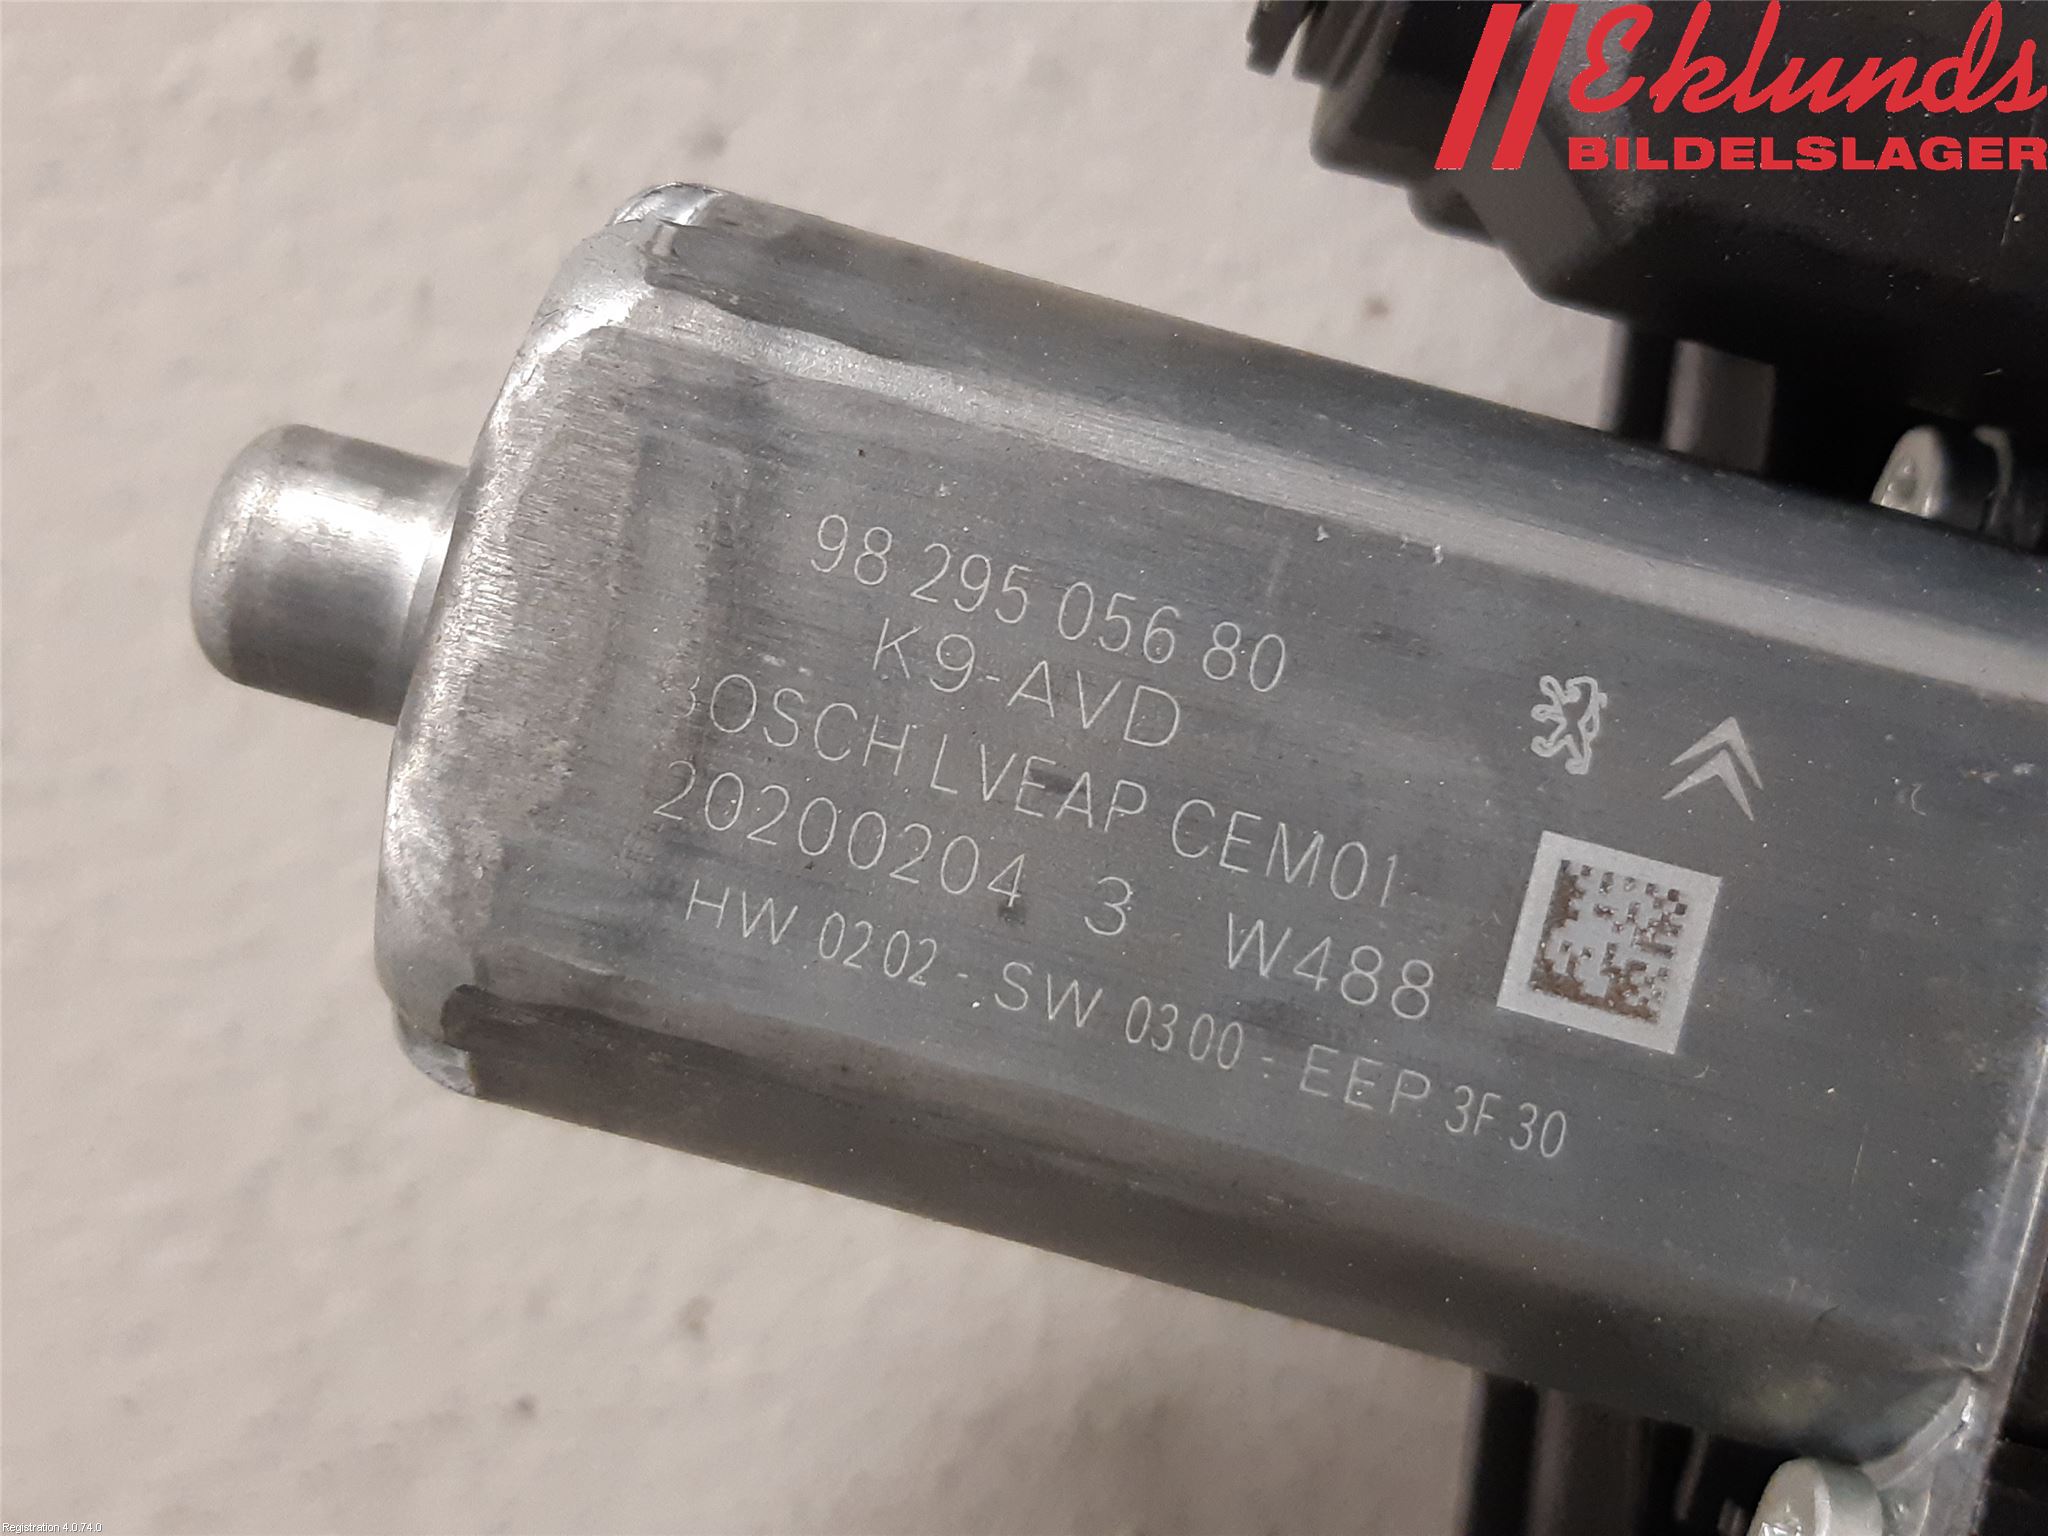 Eklunds
BILDELSLAGER
98 295 056 80
K9-AVD
BOSCH LVEAP CEM01
20200204 3 W488
HW 02 02 - SW 03 00 - EEP 3F 30
Registration 4.0.74.0